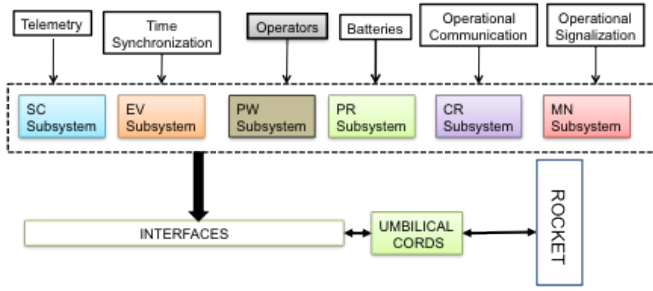 Telemetry
Time
Synchronization
Operators
Batteries
Operational
Communication
Operational
Signalization
SC
Subsystem
EV
Subsystem
PW
Subsystem
PR
Subsystem
CR
Subsystem
MN
Subsystem
INTERFACES
UMBILICAL
CORDS
ROCKET